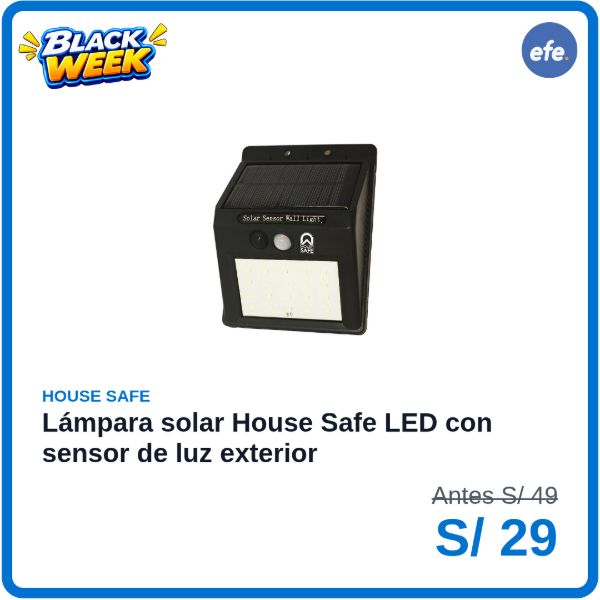 BLACK
WEEK
efe.
Solar Sensor Wall Light
SAFE
HOUSE SAFE
Lámpara solar House Safe LED con
sensor de luz exterior
Antes S/ 49
S/ 29